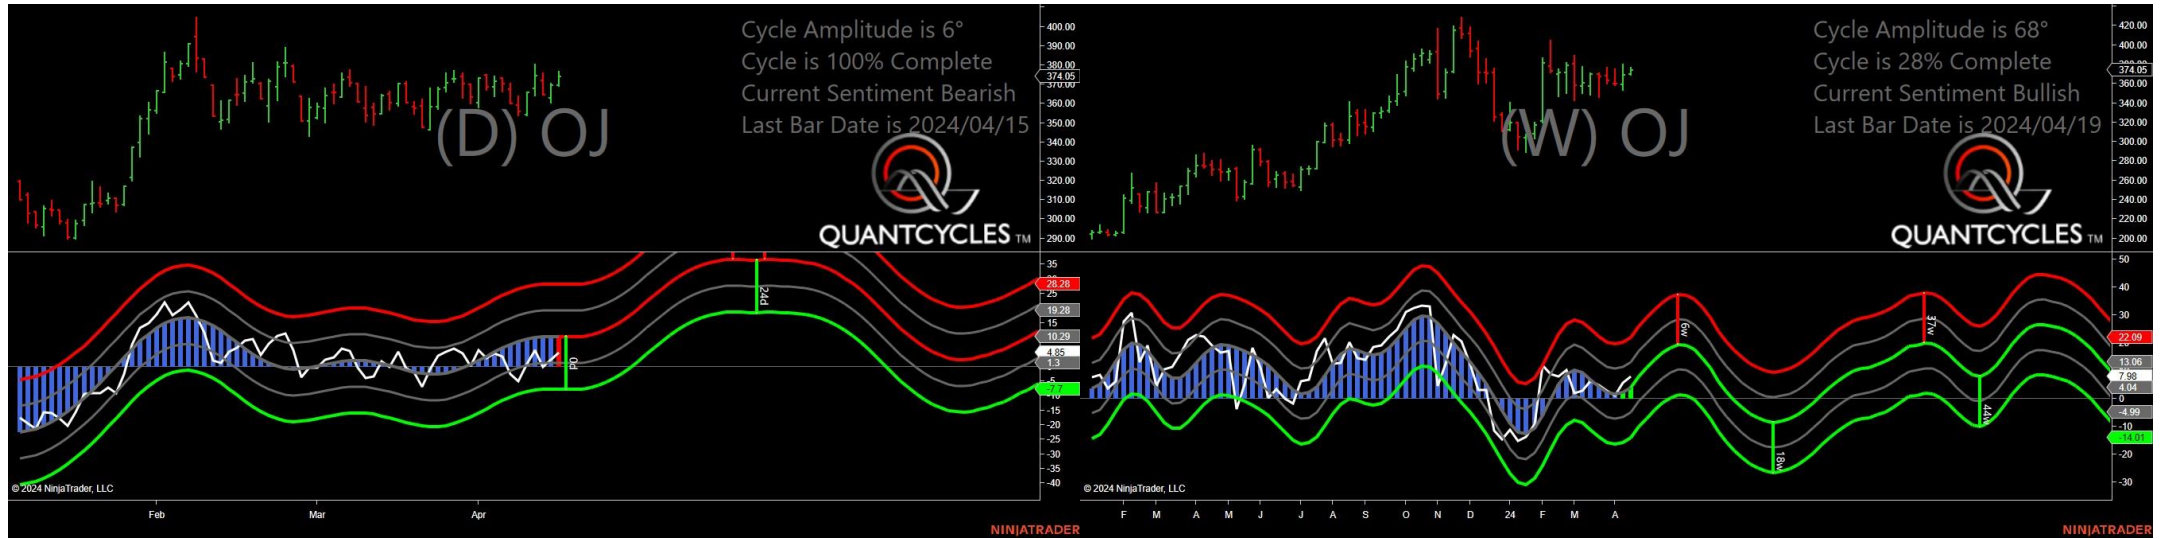 Cycle Amplitude is 6°
Cycle is 100% Complete
Current Sentiment Bearish
Last Bar Date is 2024/04/15
(D) OJ
QUANTCYCLES TM
400.00
390.00
380.00
374.05
370.00
360.00
350.00
340.00
330.00
320.00
310.00
300.00
290.00
35
28.28
25
19.28
15
10.29
4.85
1.3
-5
-7.7
-10
-15
-20
-25
-30
-35
-40
0d
24d
© 2024 NinjaTrader, LLC
Feb Mar Apr
NINJATRADER
Cycle Amplitude is 68°
Cycle is 28% Complete
Current Sentiment Bullish
Last Bar Date is 2024/04/19
(W) OJ
QUANTCYCLES TM
420.00
400.00
380.00
374.05
360.00
340.00
320.00
300.00
280.00
260.00
240.00
220.00
200.00
50
40
30
22.09
13.06
7.98
4.04
0
-4.99
-10
-14.01
-30
6w
18w
37w
44w
© 2024 NinjaTrader, LLC
F M A M J J A S O N D 24 F M A
NINJATRADER